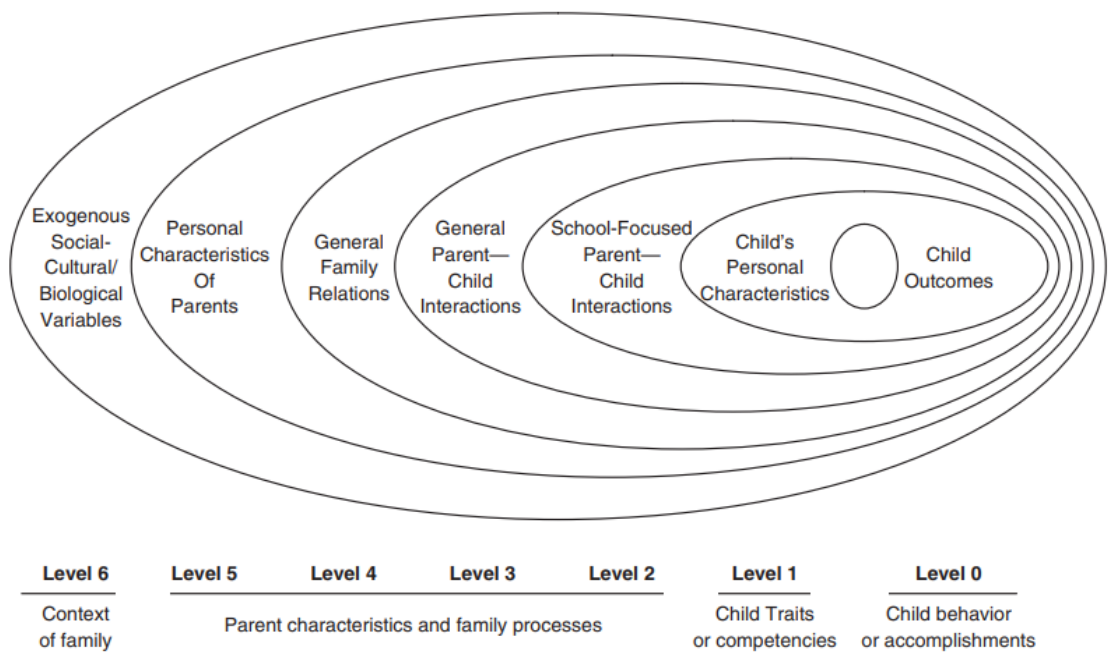 Exogenous
Social-
Cultural/
Biological
Variables
Personal
Characteristics
Of
Parents
General
Family
Relations
General
Parent—
Child
Interactions
School-Focused
Parent—
Child
Interactions
Child's
Personal
Characteristics
Child
Outcomes
Level 6
Level 5
Level 4
Level 3
Level 2
Level 1
Level 0
Context
of family
Parent characteristics and family processes
Child Traits
or competencies
Child behavior
or accomplishments